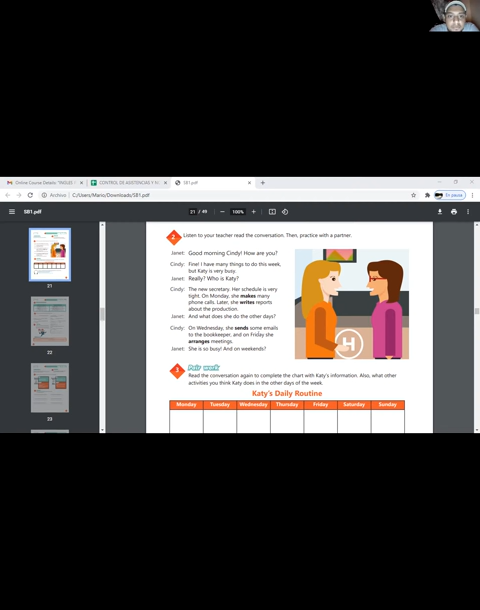 Online Course Details: "INGLES I
CONTROL DE ASISTENCIAS Y N
SB1.pdf
Archivo | C:/Users/Mario/Downloads/SB1.pdf
En pausa
SB1.pdf
21 / 49
100%
2 Listen to your teacher read the conversation. Then, practice with a partner.
Janet: Good morning Cindy! How are you?
Cindy: Fine! I have many things to do this week,
but Katy is very busy.
Janet: Really? Who is Katy?
Cindy: The new secretary. Her schedule is very
tight. On Monday, she makes many
phone calls. Later, she writes reports
about the production.
Janet: And what does she do the other days?
Cindy: On Wednesday, she sends some emails
to the bookkeeper, and on Friday she
arranges meetings.
Janet: She is so busy! And on weekends?
H
3 Pair work
Read the conversation again to complete the chart with Katy's information. Also, what other
activities you think Katy does in the other days of the week.
Katy's Daily Routine
Monday Tuesday Wednesday Thursday Friday Saturday Sunday
21
22
23